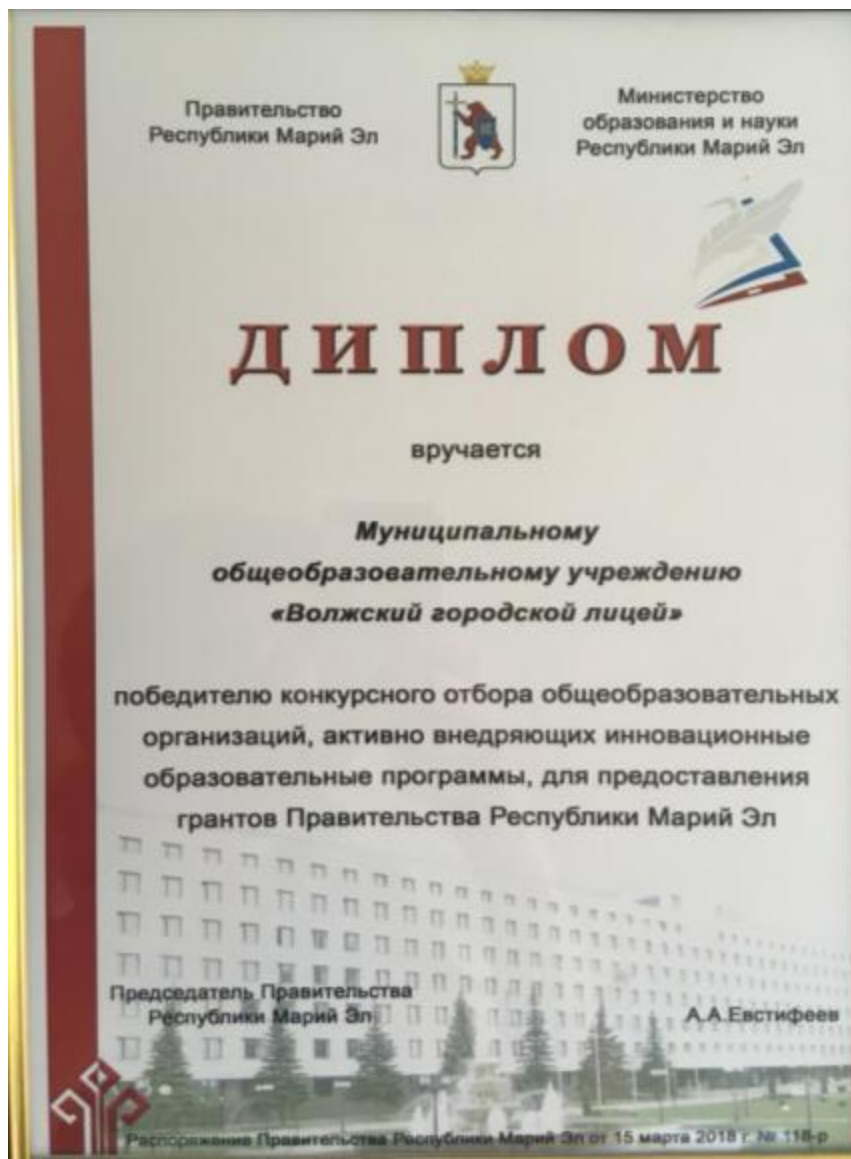 Правительство
Республики Марий Эл
Министерство
образования и науки
Республики Марий Эл
ДИПЛОМ
вручается
Муниципальному
общеобразовательному учреждению
«Волжский городской лицей»
победителю конкурсного отбора общеобразовательных
организаций, активно внедряющих инновационные
образовательные программы, для предоставления
грантов Правительства Республики Марий Эл
Председатель Правительства
Республики Марий Эл
А.А.Евстифеев
Распоряжение Правительства Республики Марий Эл от 15 марта 2018 г. № 118-р